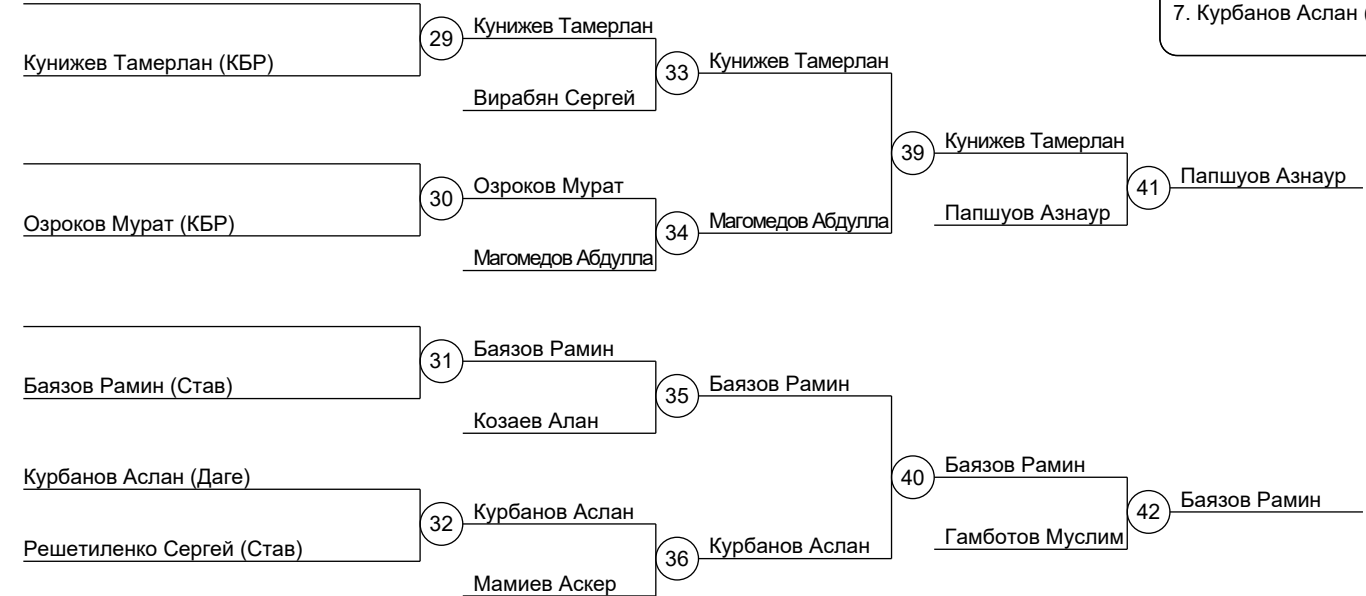 7. Курбанов Аслан (
29
Кунижев Тамерлан
Кунижев Тамерлан (КБР)
33
Кунижев Тамерлан
Вирабян Сергей
39
Кунижев Тамерлан
41
Папшуов Азнаур
Папшуов Азнаур
30
Озроков Мурат
Озроков Мурат (КБР)
34
Магомедов Абдулла
Магомедов Абдулла
31
Баязов Рамин
Баязов Рамин (Став)
35
Баязов Рамин
Козаев Алан
40
Баязов Рамин
42
Баязов Рамин
Гамботов Муслим
Курбанов Аслан (Даге)
32
Курбанов Аслан
Решетиленко Сергей (Став)
36
Курбанов Аслан
Мамиев Аскер